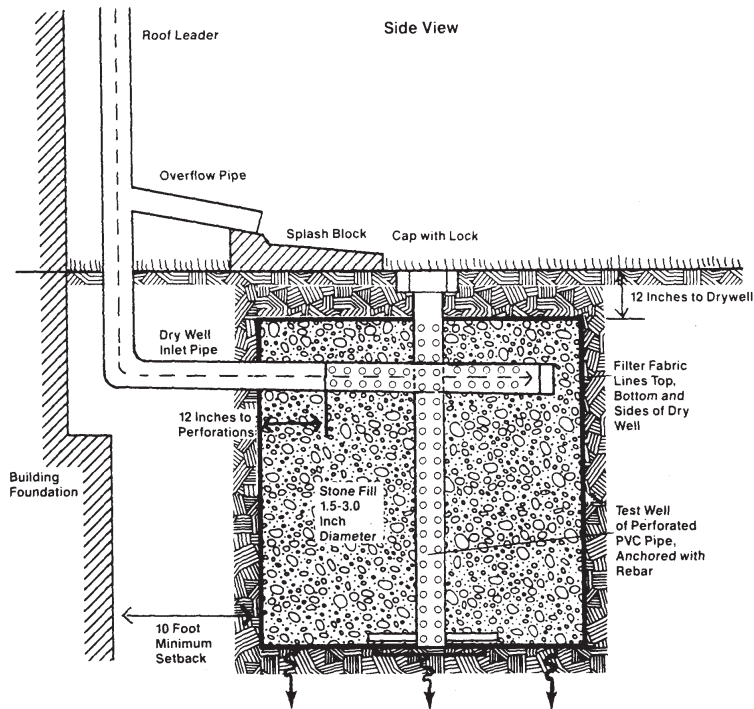 Side View
Roof Leader
Overflow Pipe
Splash Block
Cap with Lock
12 Inches to Drywell
Dry Well
Inlet Pipe
Filter Fabric
Lines Top,
Bottom and
Sides of Dry
Well
12 Inches to
Perforations
Building
Foundation
Stone Fill
1.5-3.0
Inch
Diameter
Test Well
of Perforated
PVC Pipe,
Anchored with
Rebar
10 Foot
Minimum
Setback